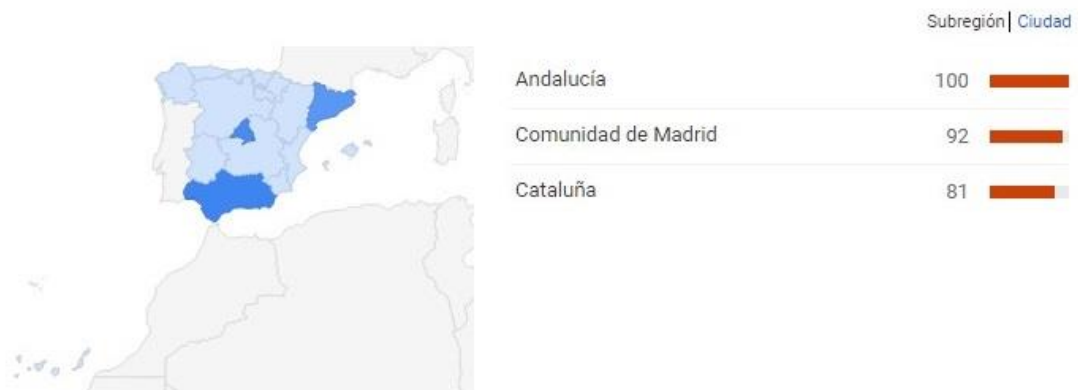 Subregión| Ciudad
Andalucía 100
Comunidad de Madrid 92
Cataluña 81